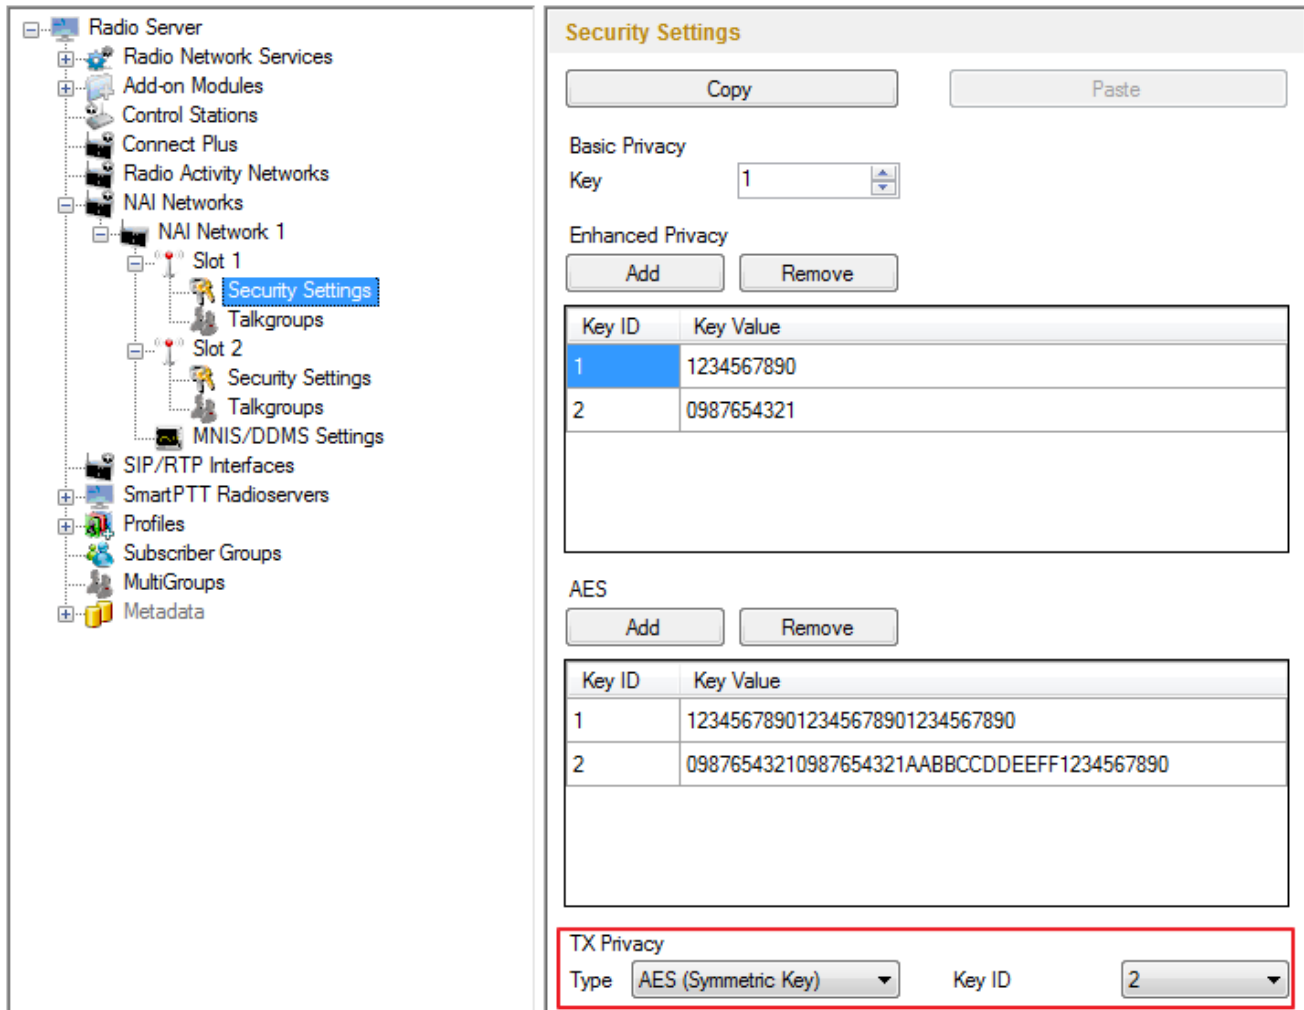 Radio Server
Radio Network Services
Add-on Modules
Control Stations
Connect Plus
Radio Activity Networks
NAI Networks
NAI Network 1
Slot 1
Security Settings
Talkgroups
Slot 2
Security Settings
Talkgroups
MNIS/DDMS Settings
SIP/RTP Interfaces
SmartPTT Radioservers
Profiles
Subscriber Groups
MultiGroups
Metadata
Security Settings
Copy Paste
Basic Privacy
Key 1
Enhanced Privacy
Add Remove
Key ID Key Value
1 1234567890
2 0987654321
AES
Add Remove
Key ID Key Value
1 123456789012345678901234567890
2 09876543210987654321AABBCCDDEEFF1234567890
TX Privacy
Type AES (Symmetric Key) Key ID 2